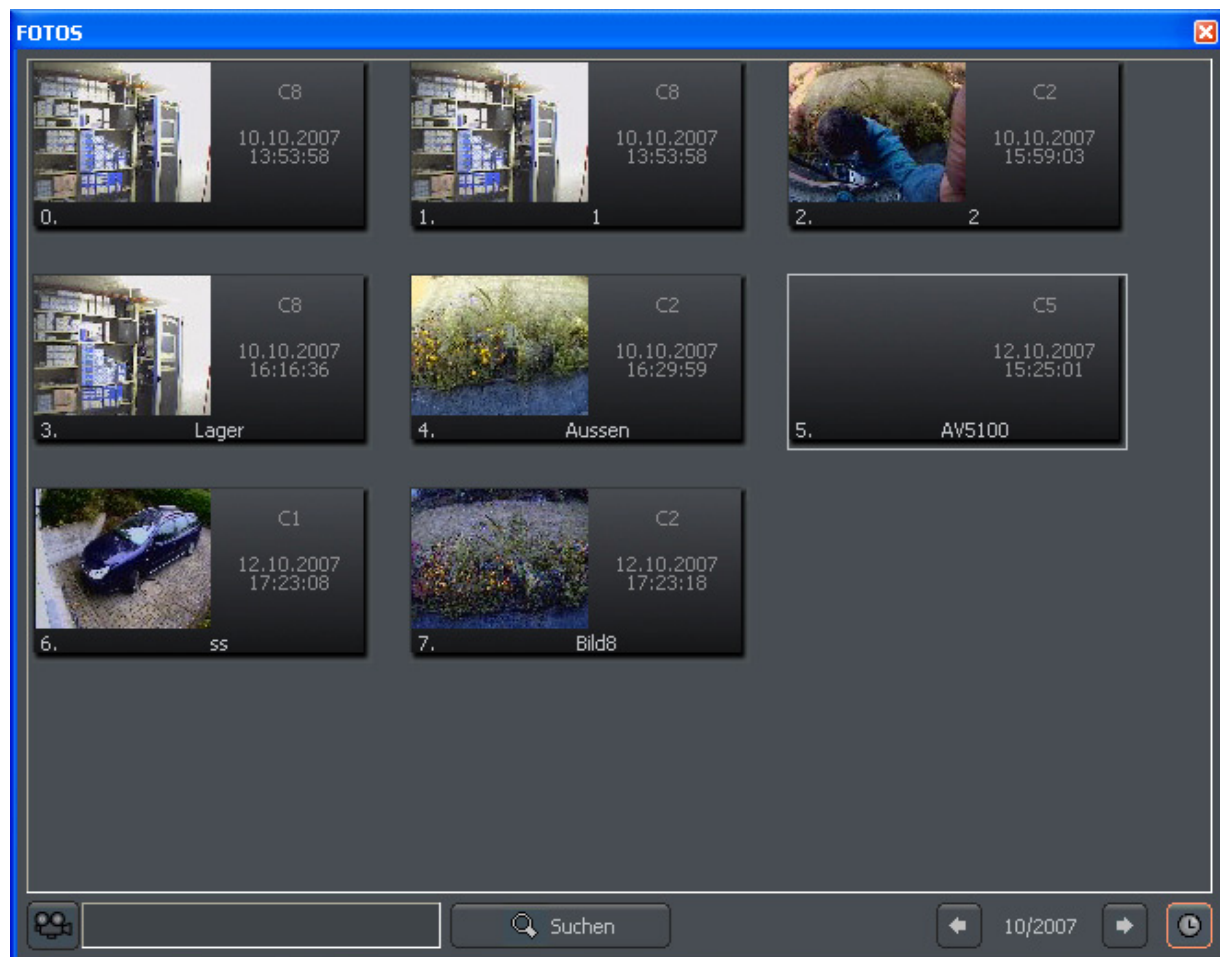 FOTOS
C8
10.10.2007
13:53:58
0.
C8
10.10.2007
13:53:58
1. 1
C2
10.10.2007
15:59:03
2. 2
C8
10.10.2007
16:16:36
3. Lager
C2
10.10.2007
16:29:59
4. Aussen
C5
12.10.2007
15:25:01
5. AV5100
C1
12.10.2007
17:23:08
6. ss
C2
12.10.2007
17:23:18
7. Bild8
Suchen
10/2007